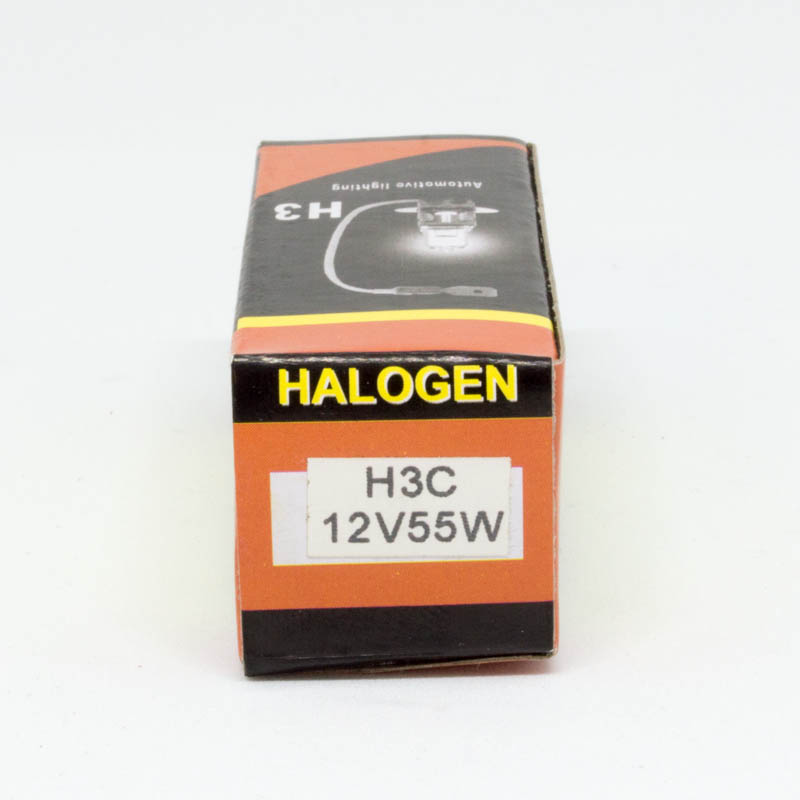 Automotive lighting
H3
HALOGEN
H3C
12V55W